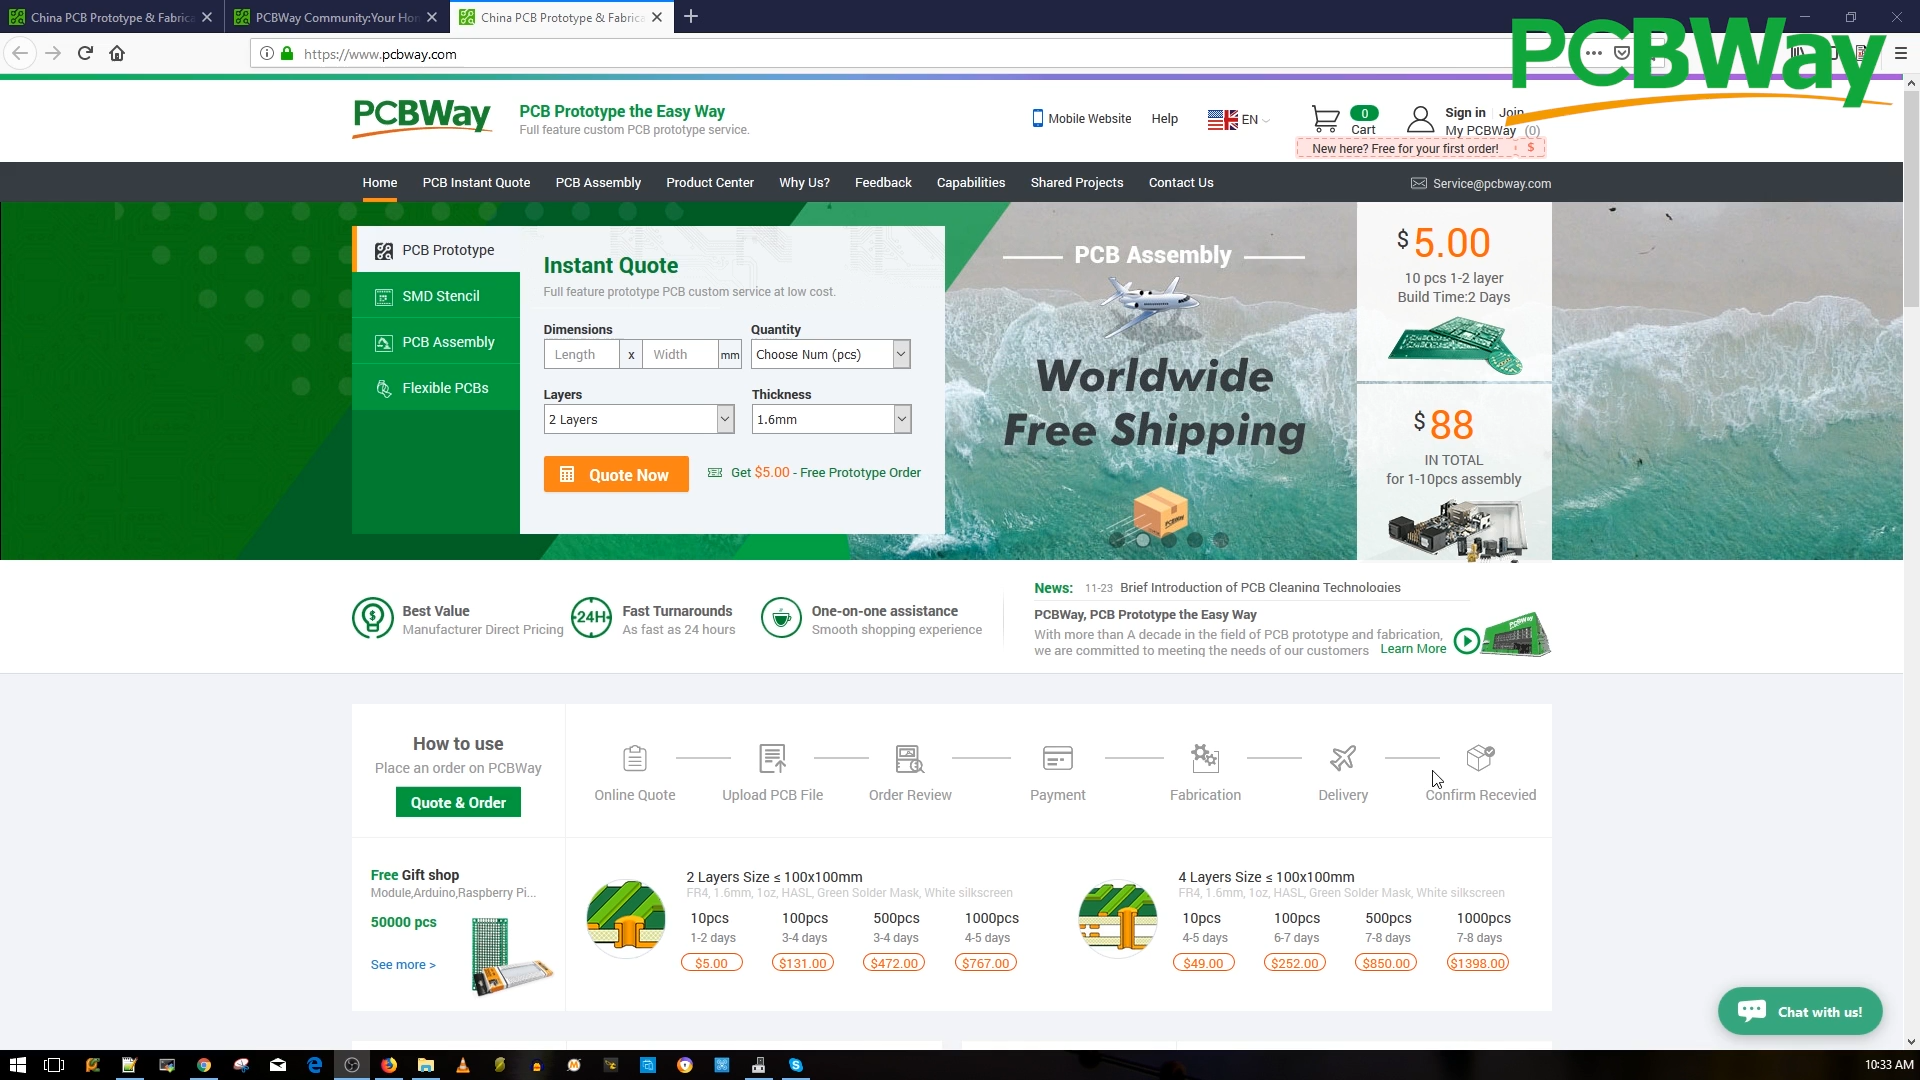 China PCB Prototype & Fabrica
PCBWay Community:Your Hon
China PCB Prototype & Fabrica
https://www.pcbway.com
PCBWay
PCBWay
PCB Prototype the Easy Way
Full feature custom PCB prototype service.
Mobile Website
Help
EN
0
Cart
Sign in
Join
My PCBWay (0)
New here? Free for your first order!
$
Home
PCB Instant Quote
PCB Assembly
Product Center
Why Us?
Feedback
Capabilities
Shared Projects
Contact Us
Service@pcbway.com
PCB Prototype
SMD Stencil
PCB Assembly
Flexible PCBs
Instant Quote
Full feature prototype PCB custom service at low cost.
Dimensions
Quantity
Length
x
Width
mm
Choose Num (pcs)
Layers
Thickness
2 Layers
1.6mm
Quote Now
Get $5.00 - Free Prototype Order
PCB Assembly
Worldwide
Free Shipping
$5.00
10 pcs 1-2 layer
Build Time:2 Days
$88
IN TOTAL
for 1-10pcs assembly
Best Value
Manufacturer Direct Pricing
24H
Fast Turnarounds
As fast as 24 hours
One-on-one assistance
Smooth shopping experience
News: 11-23 Brief Introduction of PCB Cleaning Technologies
PCBWay, PCB Prototype the Easy Way
With more than A decade in the field of PCB prototype and fabrication,
we are committed to meeting the needs of our customers Learn More
How to use
Place an order on PCBWay
Quote & Order
Online Quote
Upload PCB File
Order Review
Payment
Fabrication
Delivery
Confirm Recevied
Free Gift shop
Module,Arduino,Raspberry Pi...
50000 pcs
See more >
2 Layers Size ≤ 100x100mm
FR4, 1.6mm, 1oz, HASL, Green Solder Mask, White silkscreen
10pcs 100pcs 500pcs 1000pcs
1-2 days 3-4 days 3-4 days 4-5 days
$5.00 $131.00 $472.00 $767.00
4 Layers Size ≤ 100x100mm
FR4, 1.6mm, 1oz, HASL, Green Solder Mask, White silkscreen
10pcs 100pcs 500pcs 1000pcs
4-5 days 6-7 days 7-8 days 7-8 days
$49.00 $252.00 $850.00 $1398.00
Chat with us!
10:33 AM